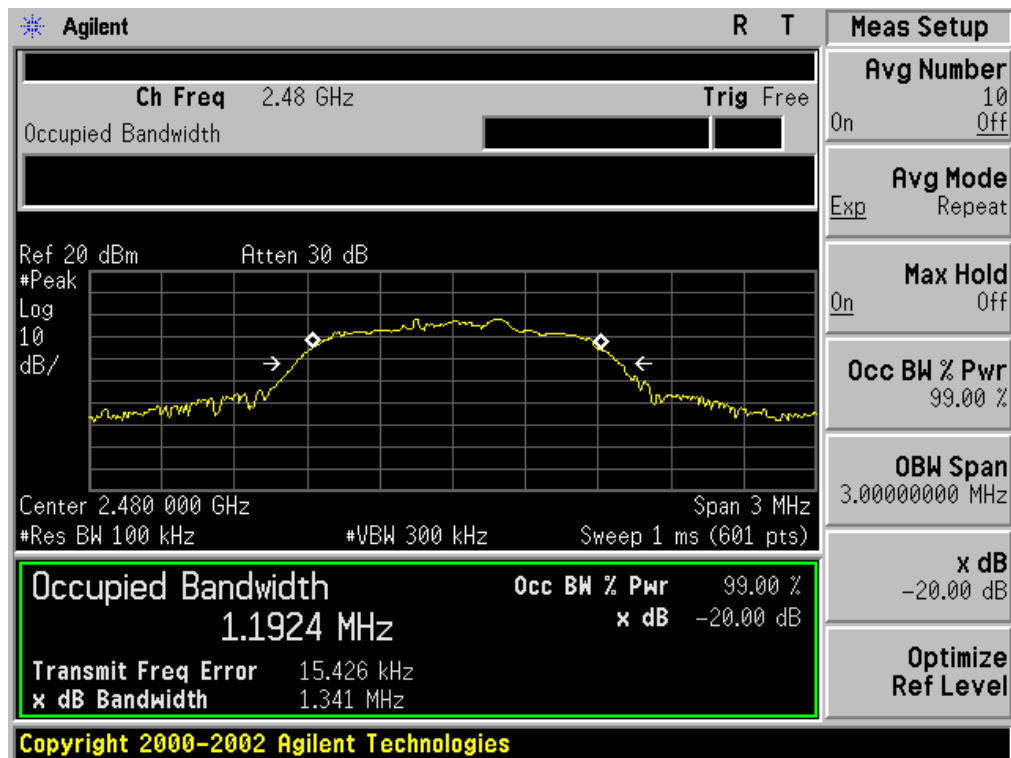 Agilent R T
Ch Freq 2.48 GHz Trig Free
Occupied Bandwidth
Ref 20 dBm Atten 30 dB
#Peak
Log
10
dB/
Center 2.480 000 GHz Span 3 MHz
#Res BW 100 kHz #VBW 300 kHz Sweep 1 ms (601 pts)
Occupied Bandwidth Occ BW % Pwr 99.00 %
1.1924 MHz x dB -20.00 dB
Transmit Freq Error 15.426 kHz
x dB Bandwidth 1.341 MHz
Copyright 2000-2002 Agilent Technologies
Meas Setup
Avg Number
10
On Off
Avg Mode
Exp Repeat
Max Hold
On Off
Occ BW % Pwr
99.00 %
OBW Span
3.00000000 MHz
x dB
-20.00 dB
Optimize
Ref Level